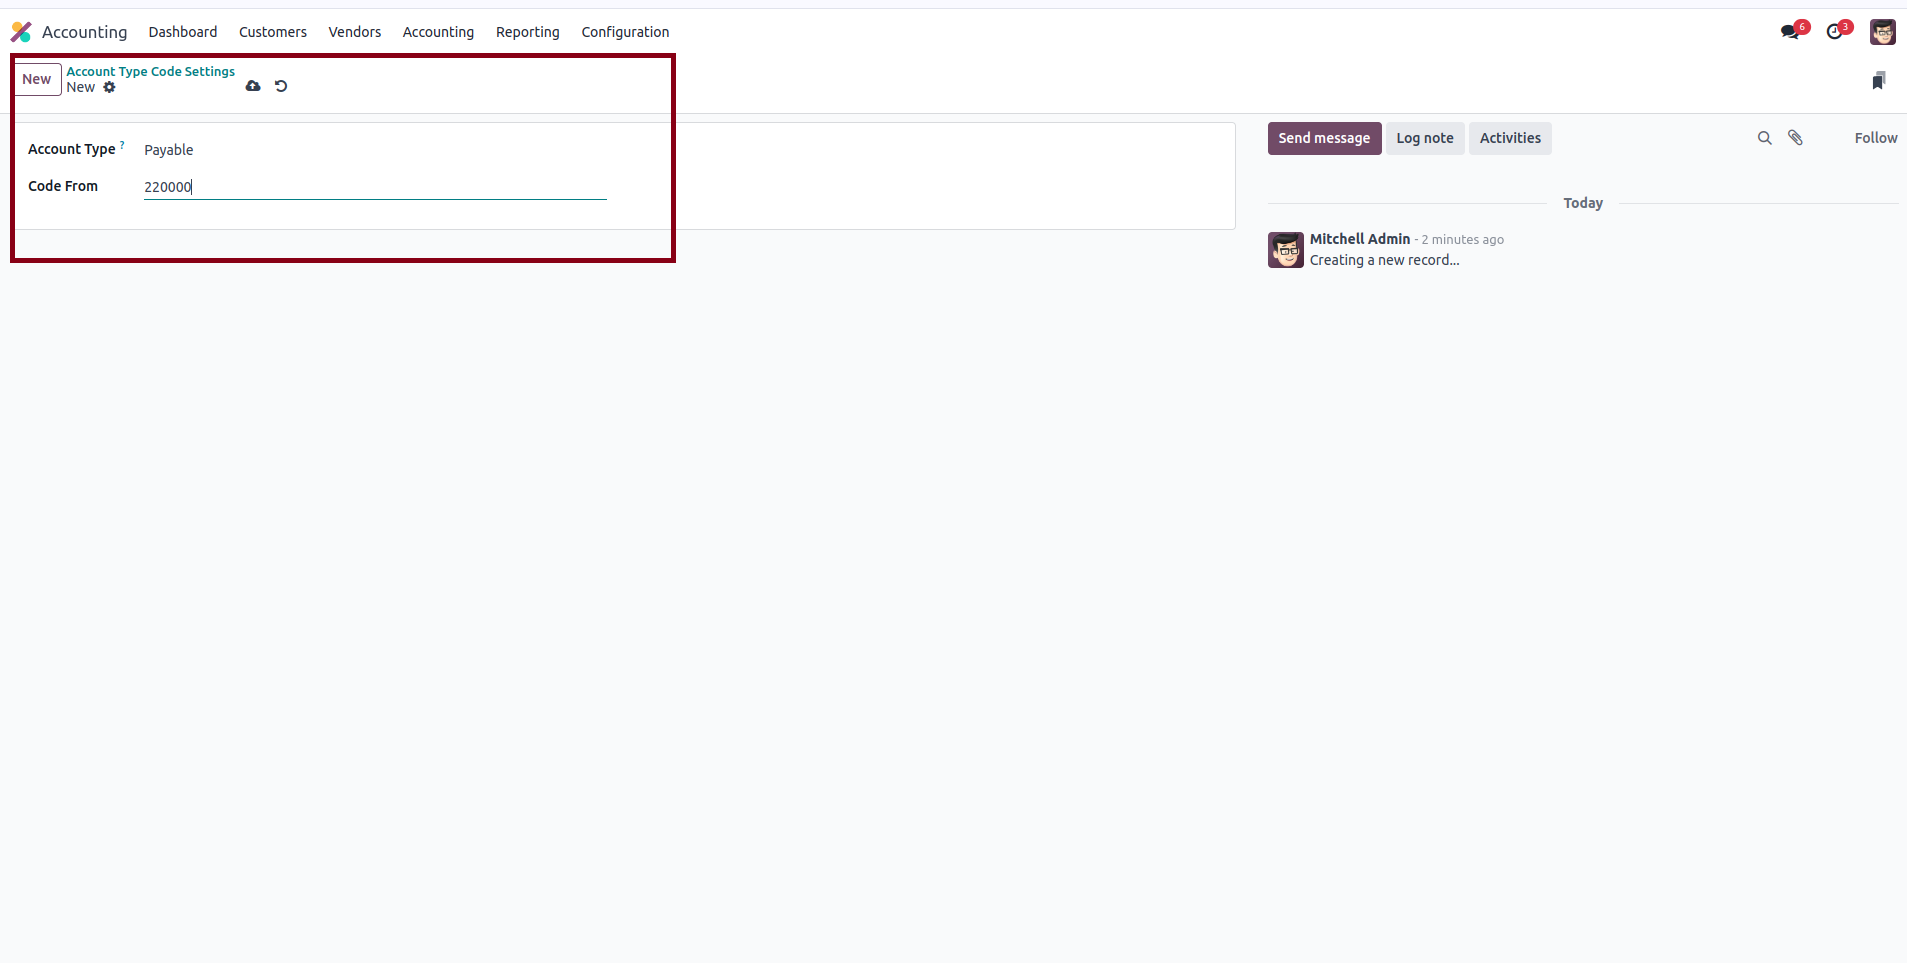 Accounting Dashboard Customers Vendors Accounting Reporting Configuration 6 3
New Account Type Code Settings
New
Account Type ? Payable
Code From 220000
Send message Log note Activities Follow
Today
Mitchell Admin - 2 minutes ago
Creating a new record...